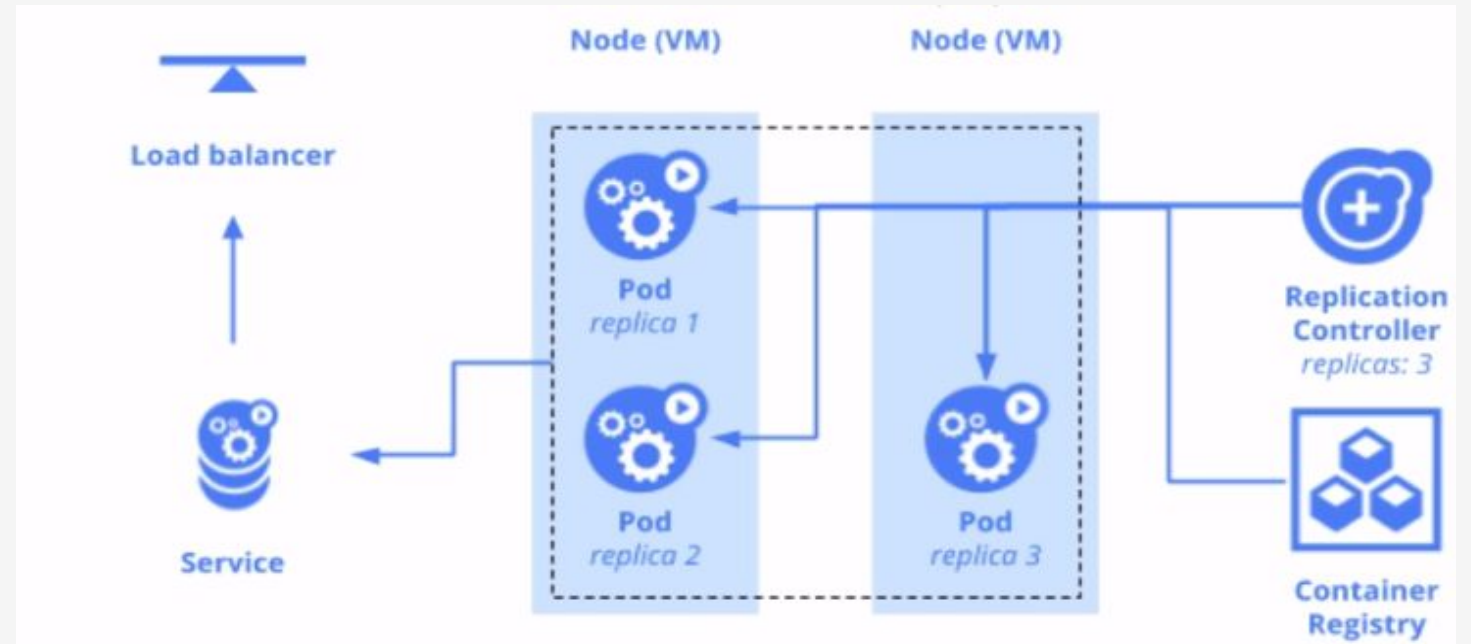 Node (VM)
Node (VM)
Load balancer
Pod
replica 1
Replication
Controller
replicas: 3
Pod
replica 2
Pod
replica 3
Service
Container
Registry